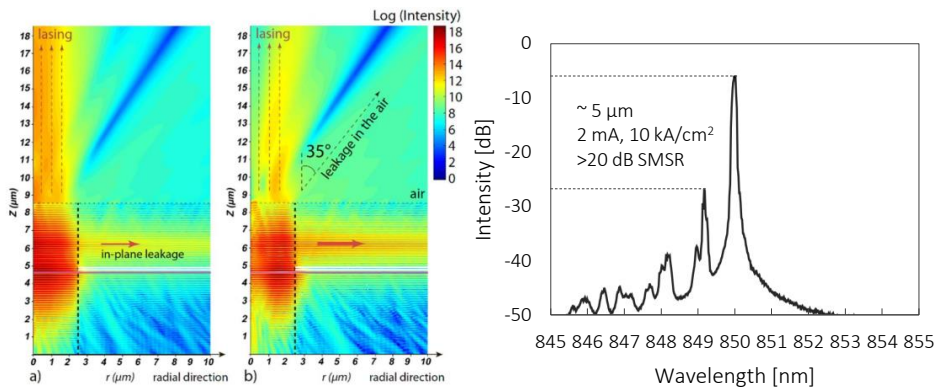 Log (Intensity)
lasing
18
17
16
15
14
13
12
11
10
9
8
7
6
5
4
3
2
1
Z (μm)
in-plane leakage
0 1 2 3 4 5 6 7 8 9 10
a) r (μm) radial direction
lasing
18
17
16
15
14
13
12
11
10
9
8
7
6
5
4
3
2
1
Z (μm)
35°
leakage in the air
air
0 1 2 3 4 5 6 7 8 9 10
b) r (μm) radial direction
18
16
14
12
10
8
6
4
2
0
0
-10
-20
-30
-40
-50
Intensity [dB]
~ 5 μm
2 mA, 10 kA/cm²
>20 dB SMSR
845 846 847 848 849 850 851 852 853 854 855
Wavelength [nm]